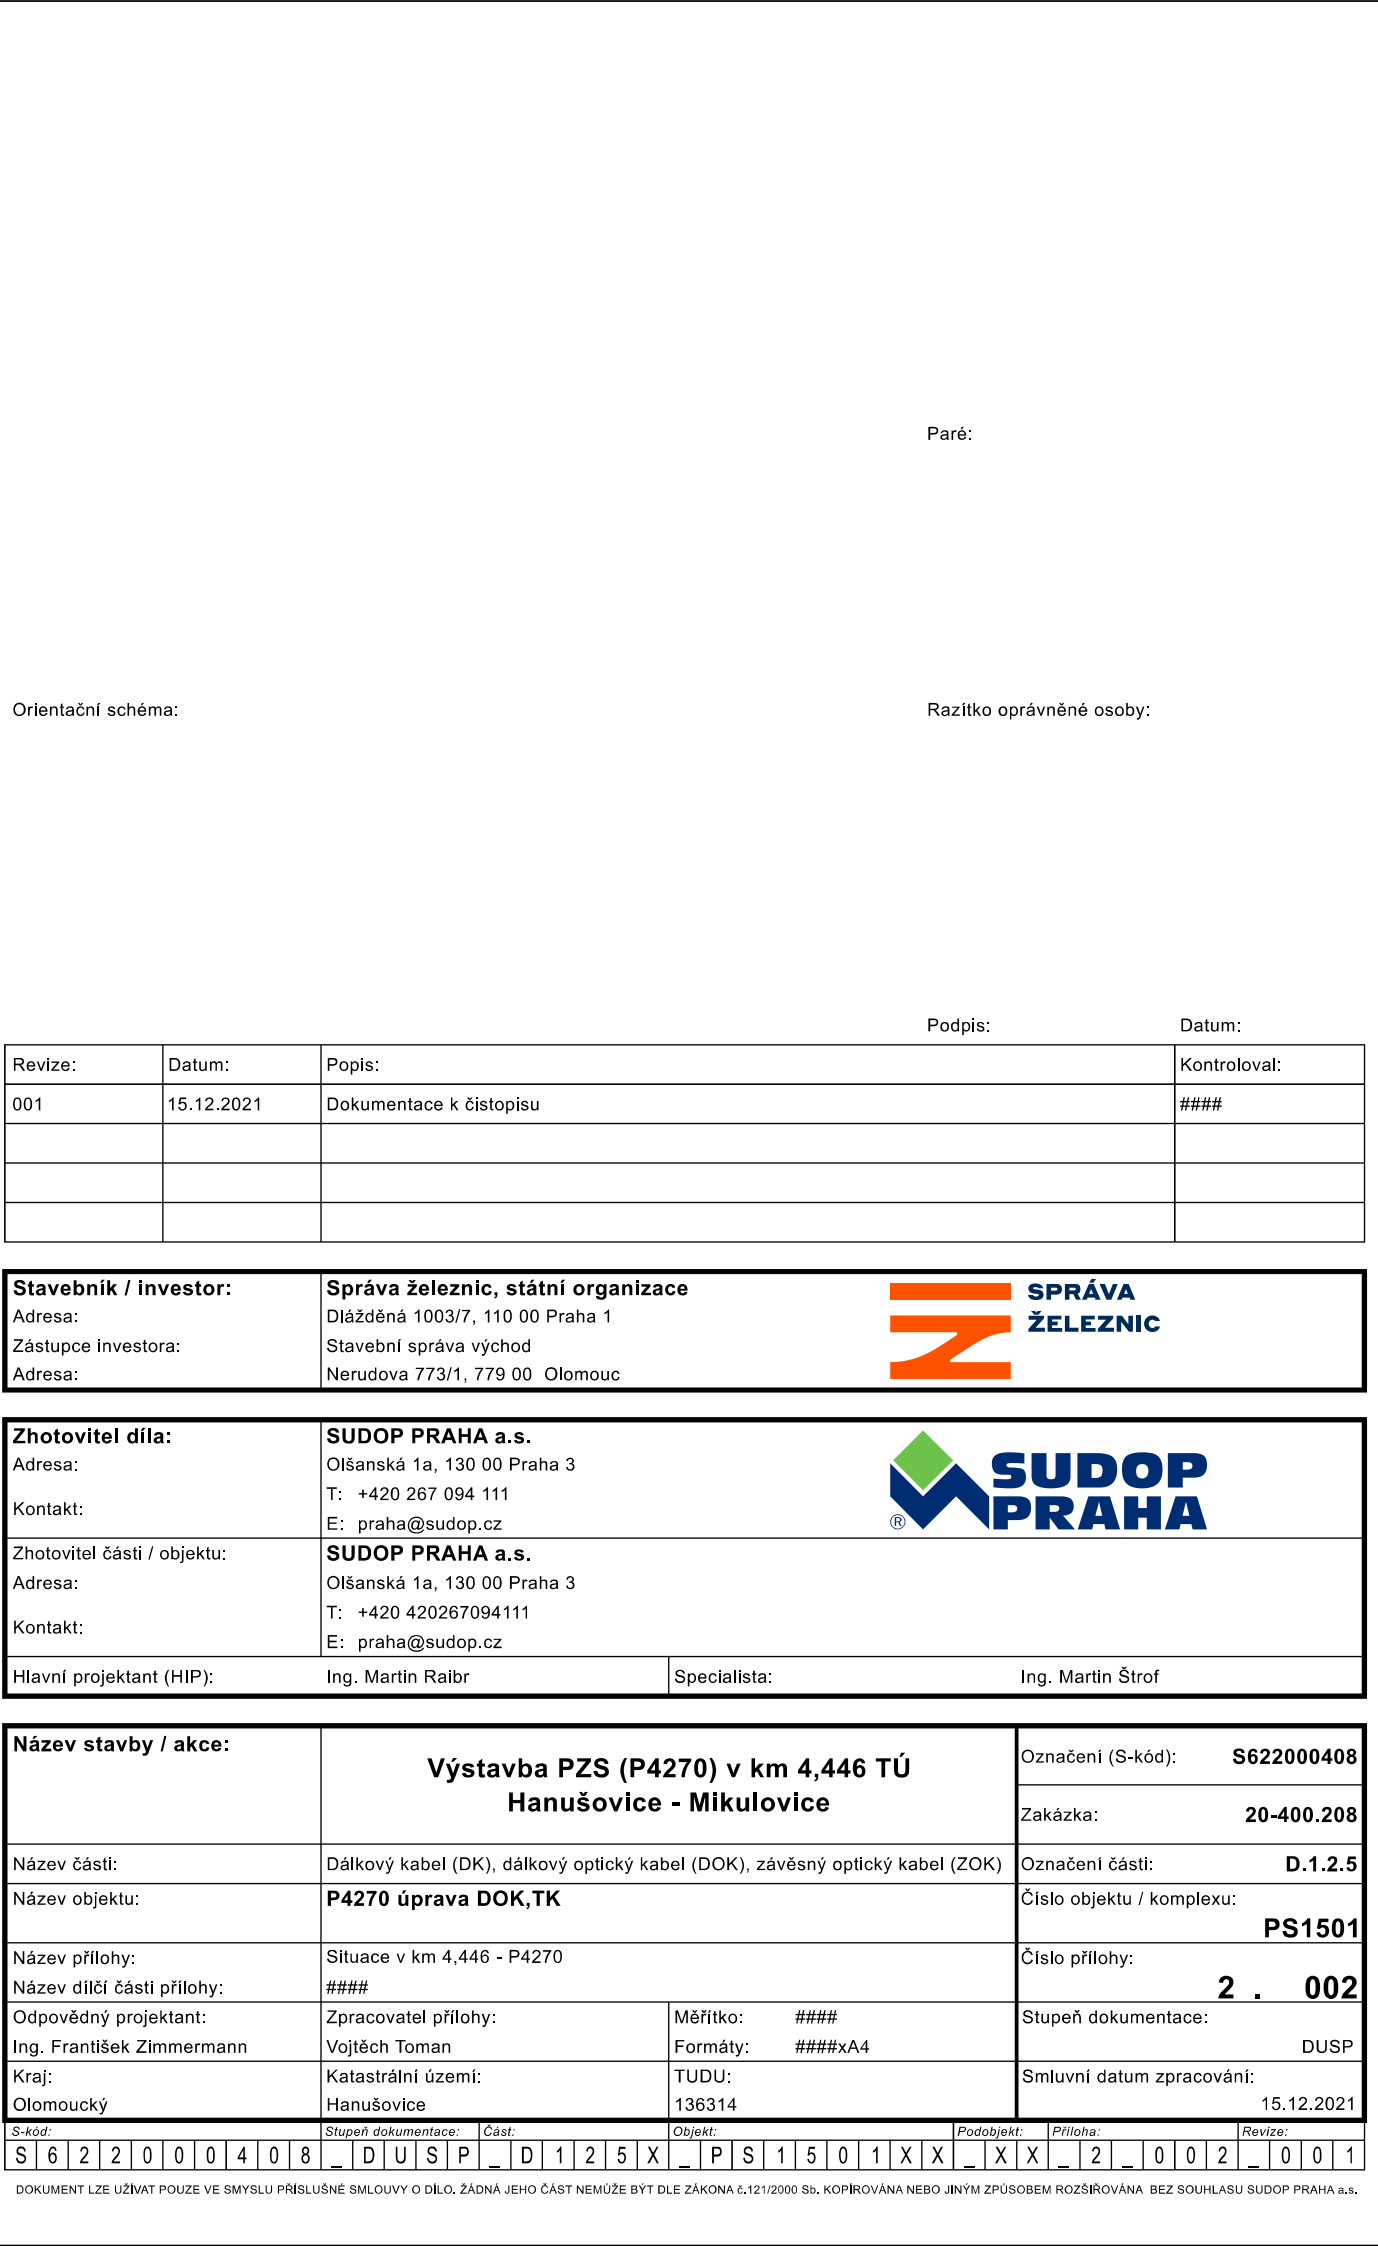 Paré:
Orientační schéma: Razítko oprávněné osoby:
Podpis: Datum:
Revize: Datum: Popis: Kontroloval:
001 15.12.2021 Dokumentace k čistopisu ####
Stavebník / investor: Správa železnic, státní organizace
Adresa: Dlážděná 1003/7, 110 00 Praha 1
Zástupce investora: Stavební správa východ
Adresa: Nerudova 773/1, 779 00 Olomouc
SPRÁVA
ŽELEZNIC
Zhotovitel díla: SUDOP PRAHA a.s.
Adresa: Olšanská 1a, 130 00 Praha 3
Kontakt: T: +420 267 094 111
E: praha@sudop.cz
SUDOP
PRAHA
®
Zhotovitel části / objektu: SUDOP PRAHA a.s.
Adresa: Olšanská 1a, 130 00 Praha 3
Kontakt: T: +420 420267094111
E: praha@sudop.cz
Hlavní projektant (HIP): Ing. Martin Raibr Specialista: Ing. Martin Štrof
Název stavby / akce: Výstavba PZS (P4270) v km 4,446 TÚ
Hanušovice - Mikulovice
Označení (S-kód): S622000408
Zakázka: 20-400.208
Název části: Dálkový kabel (DK), dálkový optický kabel (DOK), závěsný optický kabel (ZOK) Označení části: D.1.2.5
Název objektu: P4270 úprava DOK,TK Číslo objektu / komplexu:
PS1501
Název přílohy: Situace v km 4,446 - P4270 Číslo přílohy:
Název dílčí části přílohy: #### 2 . 002
Odpovědný projektant: Zpracovatel přílohy: Měřítko: #### Stupeň dokumentace:
Ing. František Zimmermann Vojtěch Toman Formáty: ####xA4 DUSP
Kraj: Katastrální území: TUDU: Smluvní datum zpracování:
Olomoucký Hanušovice 136314 15.12.2021
S-kód: Stupeň dokumentace: Část: Objekt: Podobjekt: Příloha: Revize:
S 6 2 2 0 0 0 4 0 8 _ D U S P _ D 1 2 5 X _ P S 1 5 0 1 X X _ X X _ 2 _ 0 0 2 _ 0 0 1
DOKUMENT LZE UŽÍVAT POUZE VE SMYSLU PŘÍSLUŠNÉ SMLOUVY O DÍLO. ŽÁDNÁ JEHO ČÁST NEMŮŽE BÝT DLE ZÁKONA č.121/2000 Sb. KOPÍROVÁNA NEBO JINÝM ZPŮSOBEM ROZŠIŘOVÁNA BEZ SOUHLASU SUDOP PRAHA a.s.